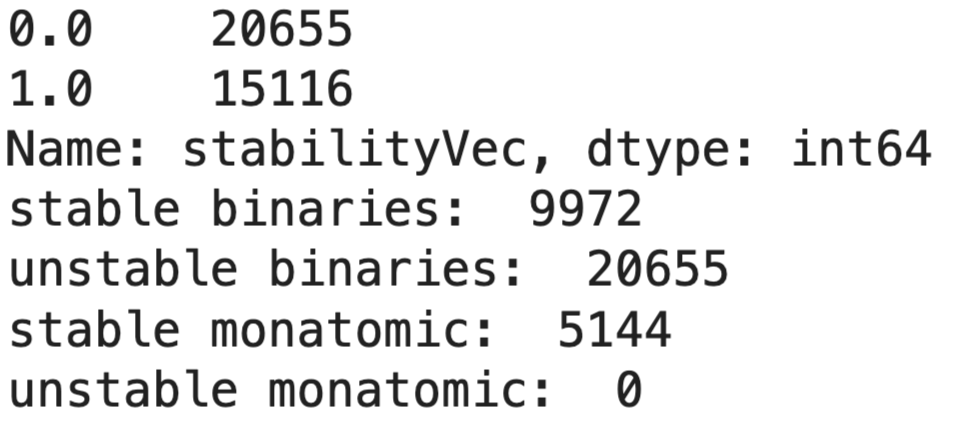 0.0    20655
1.0    15116
Name: stabilityVec, dtype: int64
stable binaries:  9972
unstable binaries:  20655
stable monatomic:  5144
unstable monatomic:  0